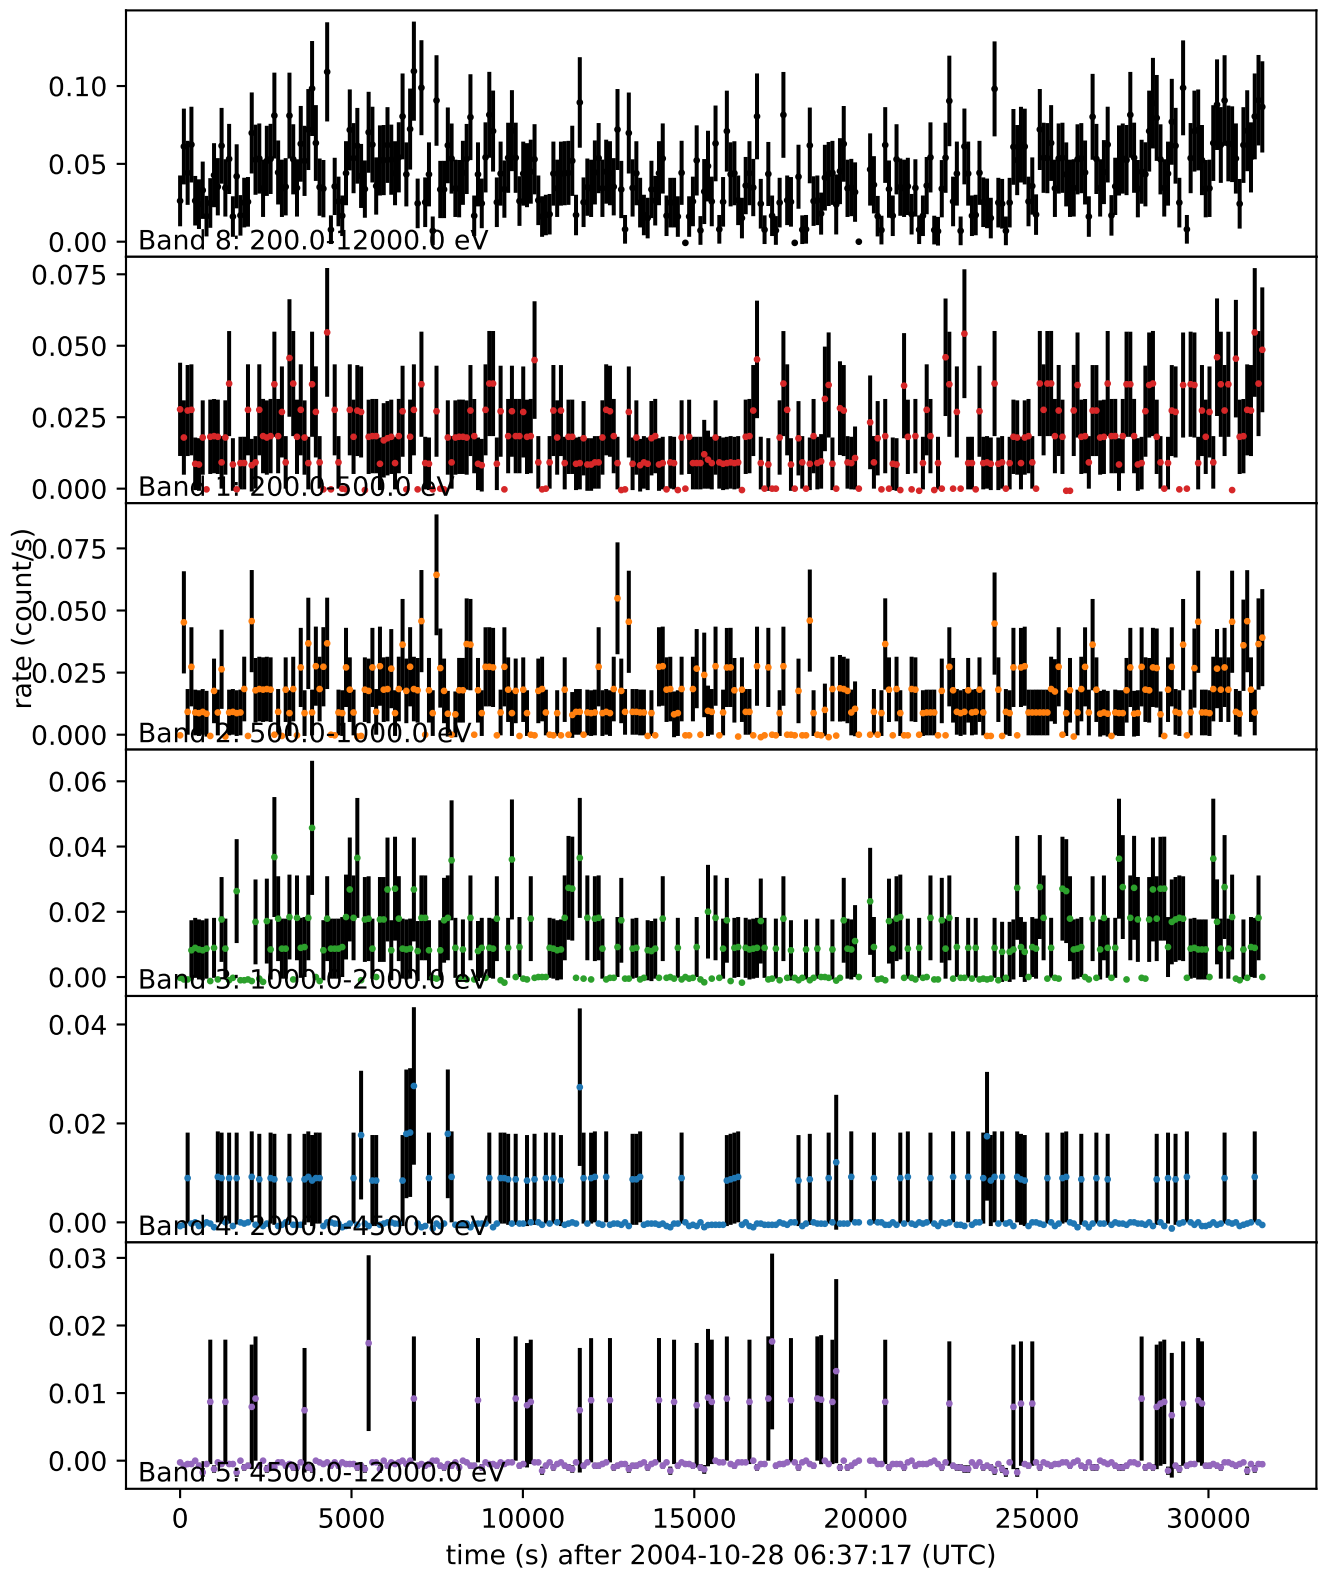 0.10
0.05
0.00
Band 8: 200.0-12000.0 eV
0.075
0.050
0.025
0.000
Band 1: 200.0-500.0 eV
rate (count/s)
0.075
0.050
0.025
0.000
Band 2: 500.0-1000.0 eV
0.06
0.04
0.02
0.00
Band 3: 1000.0-2000.0 eV
0.04
0.02
0.00
Band 4: 2000.0-4500.0 eV
0.03
0.02
0.01
0.00
Band 5: 4500.0-12000.0 eV
0 5000 10000 15000 20000 25000 30000
time (s) after 2004-10-28 06:37:17 (UTC)